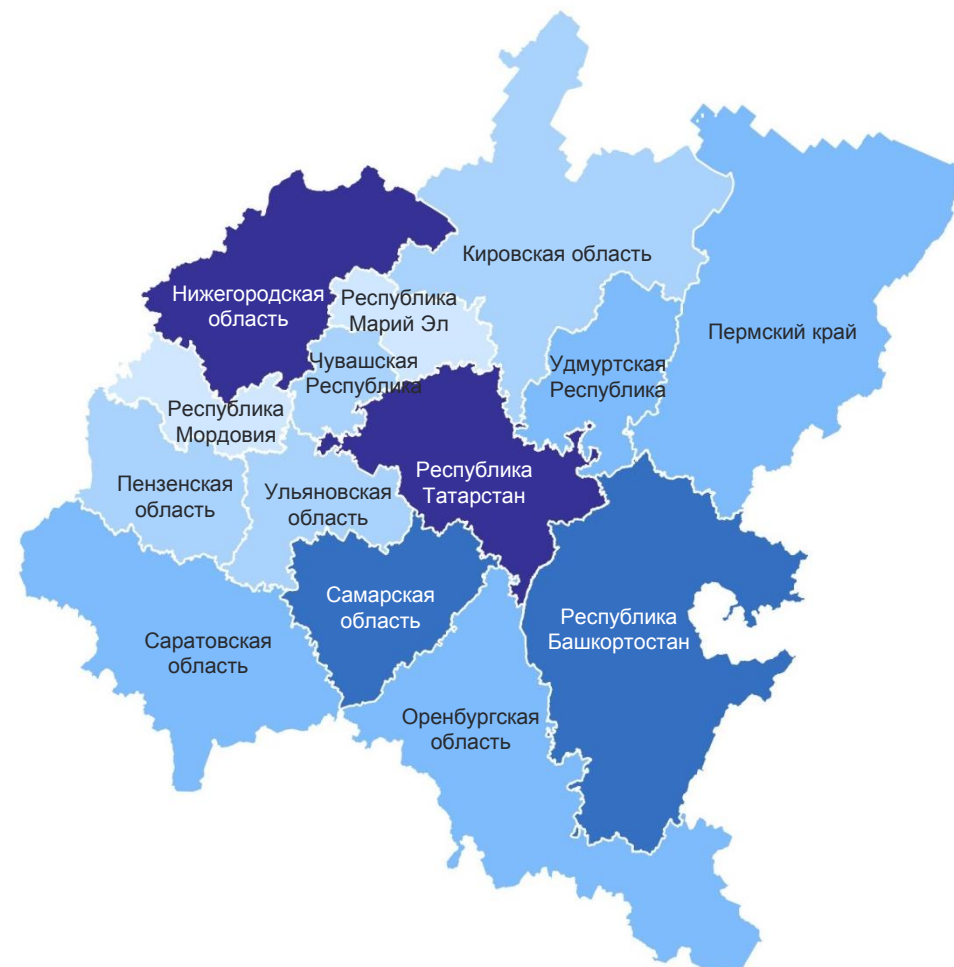 Кировская область
Нижегородская
область
Республика
Марий Эл
Пермский край
Чувашская
Республика
Удмуртская
Республика
Республика
Мордовия
Республика
Татарстан
Пензенская
область
Ульяновская
область
Самарская
область
Республика
Башкортостан
Саратовская
область
Оренбургская
область